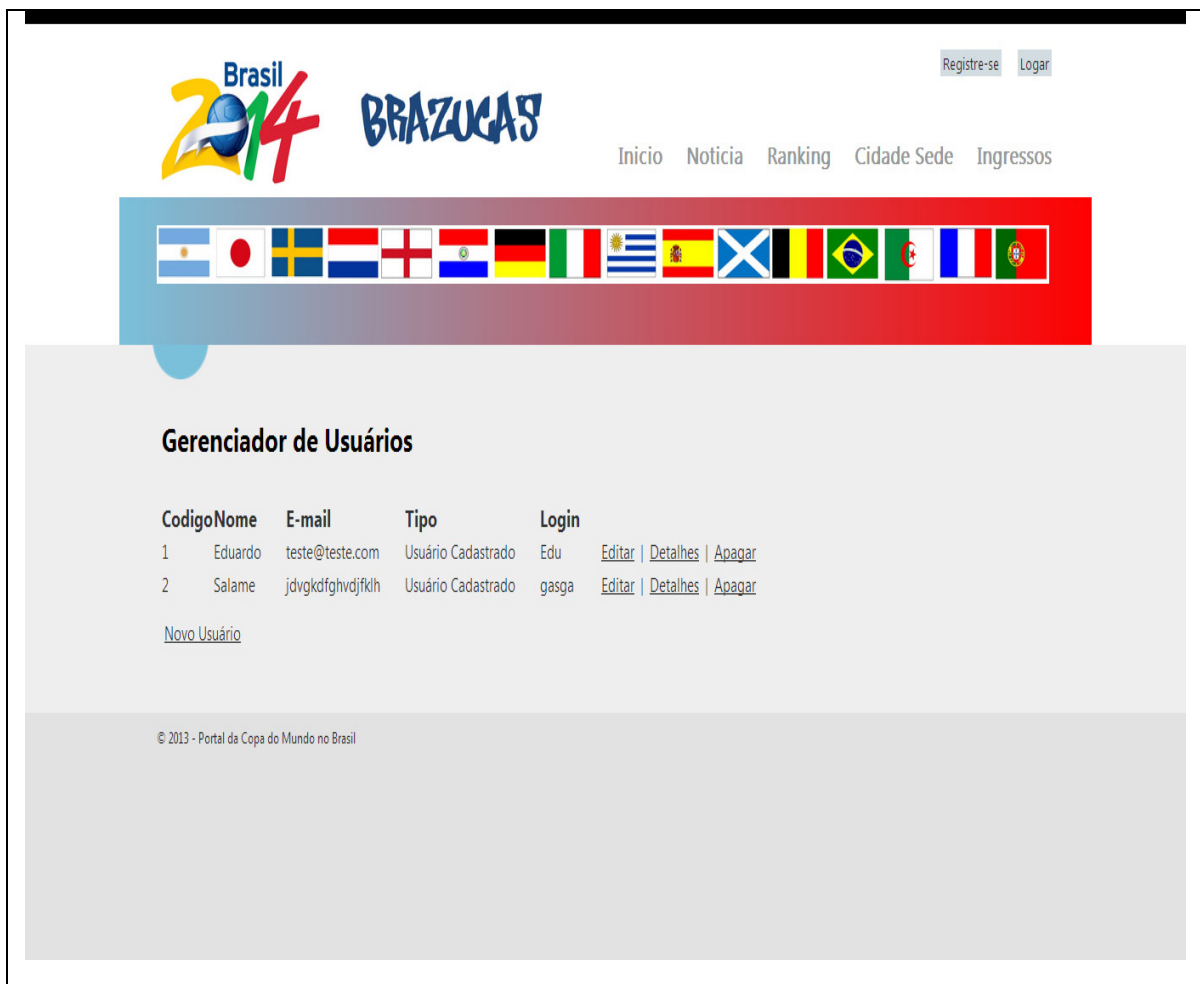 Brasil
2014
BRAZUCAS
Registre-se Logar
Inicio Noticia Ranking Cidade Sede Ingressos
Gerenciador de Usuários
Codigo Nome E-mail Tipo Login
1 Eduardo teste@teste.com Usuário Cadastrado Edu Editar | Detalhes | Apagar
2 Salame jdvgkdfghvdjfklh Usuário Cadastrado gasga Editar | Detalhes | Apagar
Novo Usuário
© 2013 - Portal da Copa do Mundo no Brasil